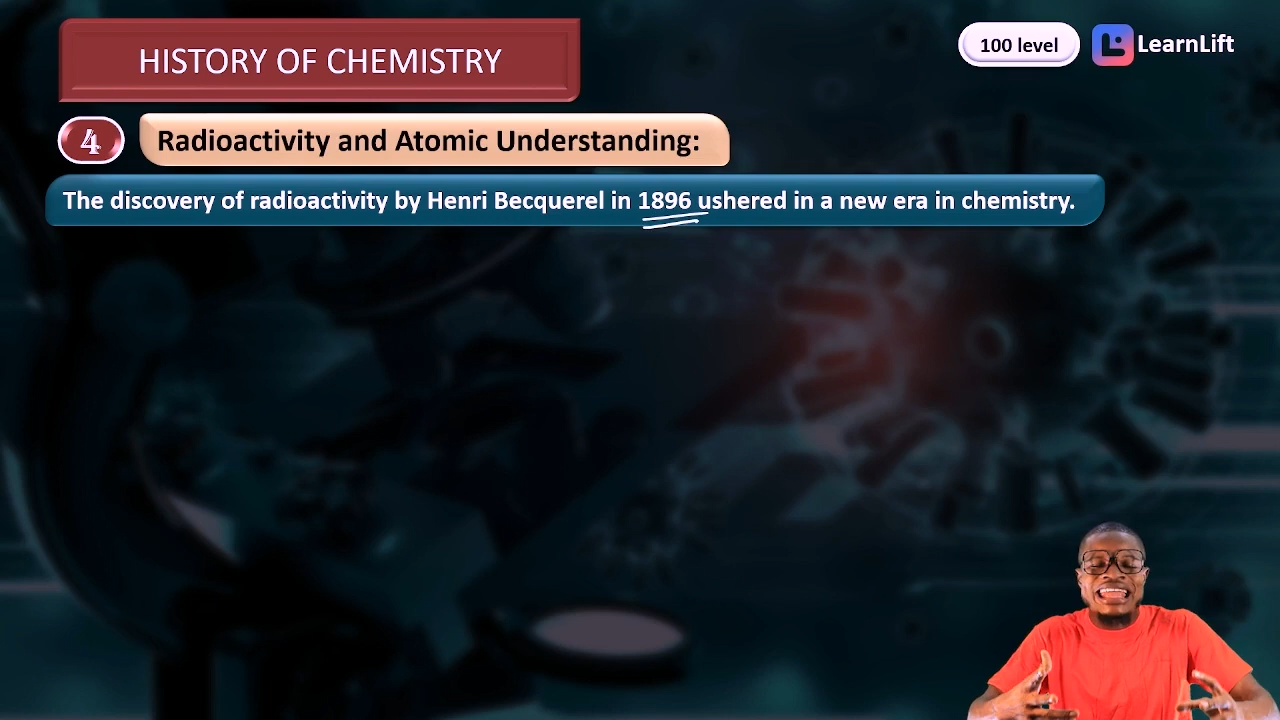 HISTORY OF CHEMISTRY
100 level
LearnLift
4
Radioactivity and Atomic Understanding:
The discovery of radioactivity by Henri Becquerel in 1896 ushered in a new era in chemistry.